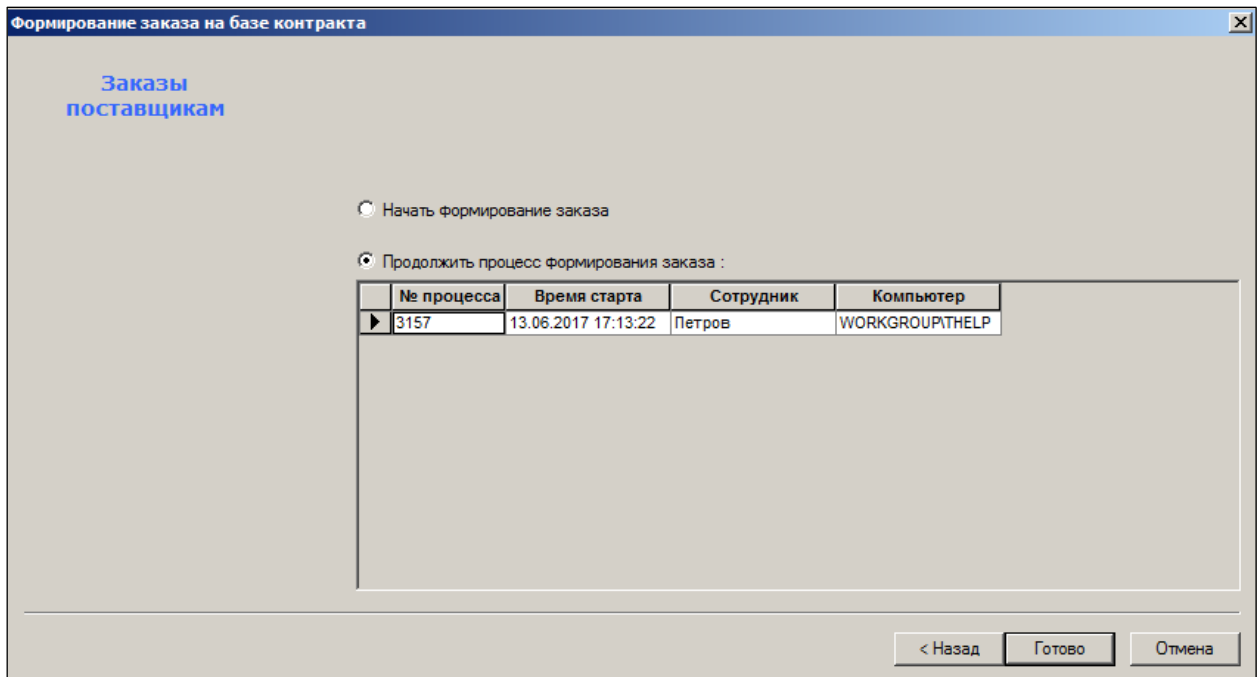 Формирование заказа на базе контракта
Заказы
поставщикам
Начать формирование заказа
Продолжить процесс формирования заказа :
№ процесса Время старта Сотрудник Компьютер
3157 13.06.2017 17:13:22 Петров WORKGROUP\THELP
< Назад Готово Отмена